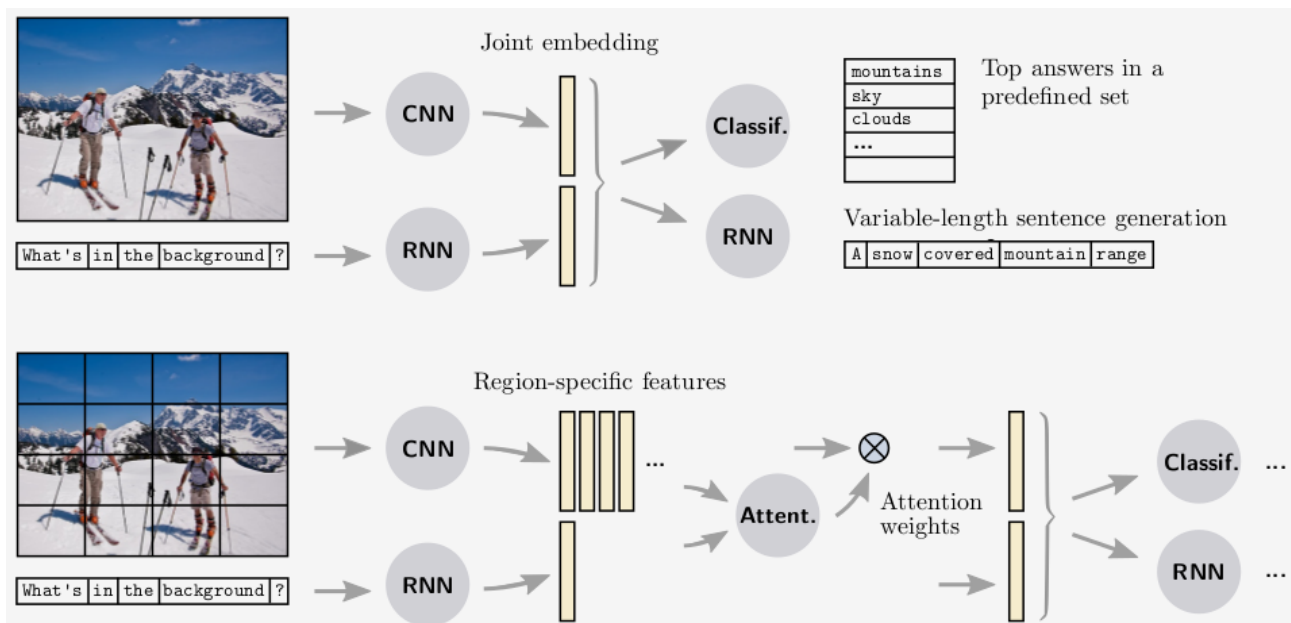 Joint embedding
CNN
RNN
Classif.
RNN
mountains
sky
clouds
...
Top answers in a
predefined set
Variable-length sentence generation
A snow covered mountain range
What's in the background ?
Region-specific features
CNN
RNN
...
Attent.
Attention
weights
Classif. ...
RNN ...
What's in the background ?